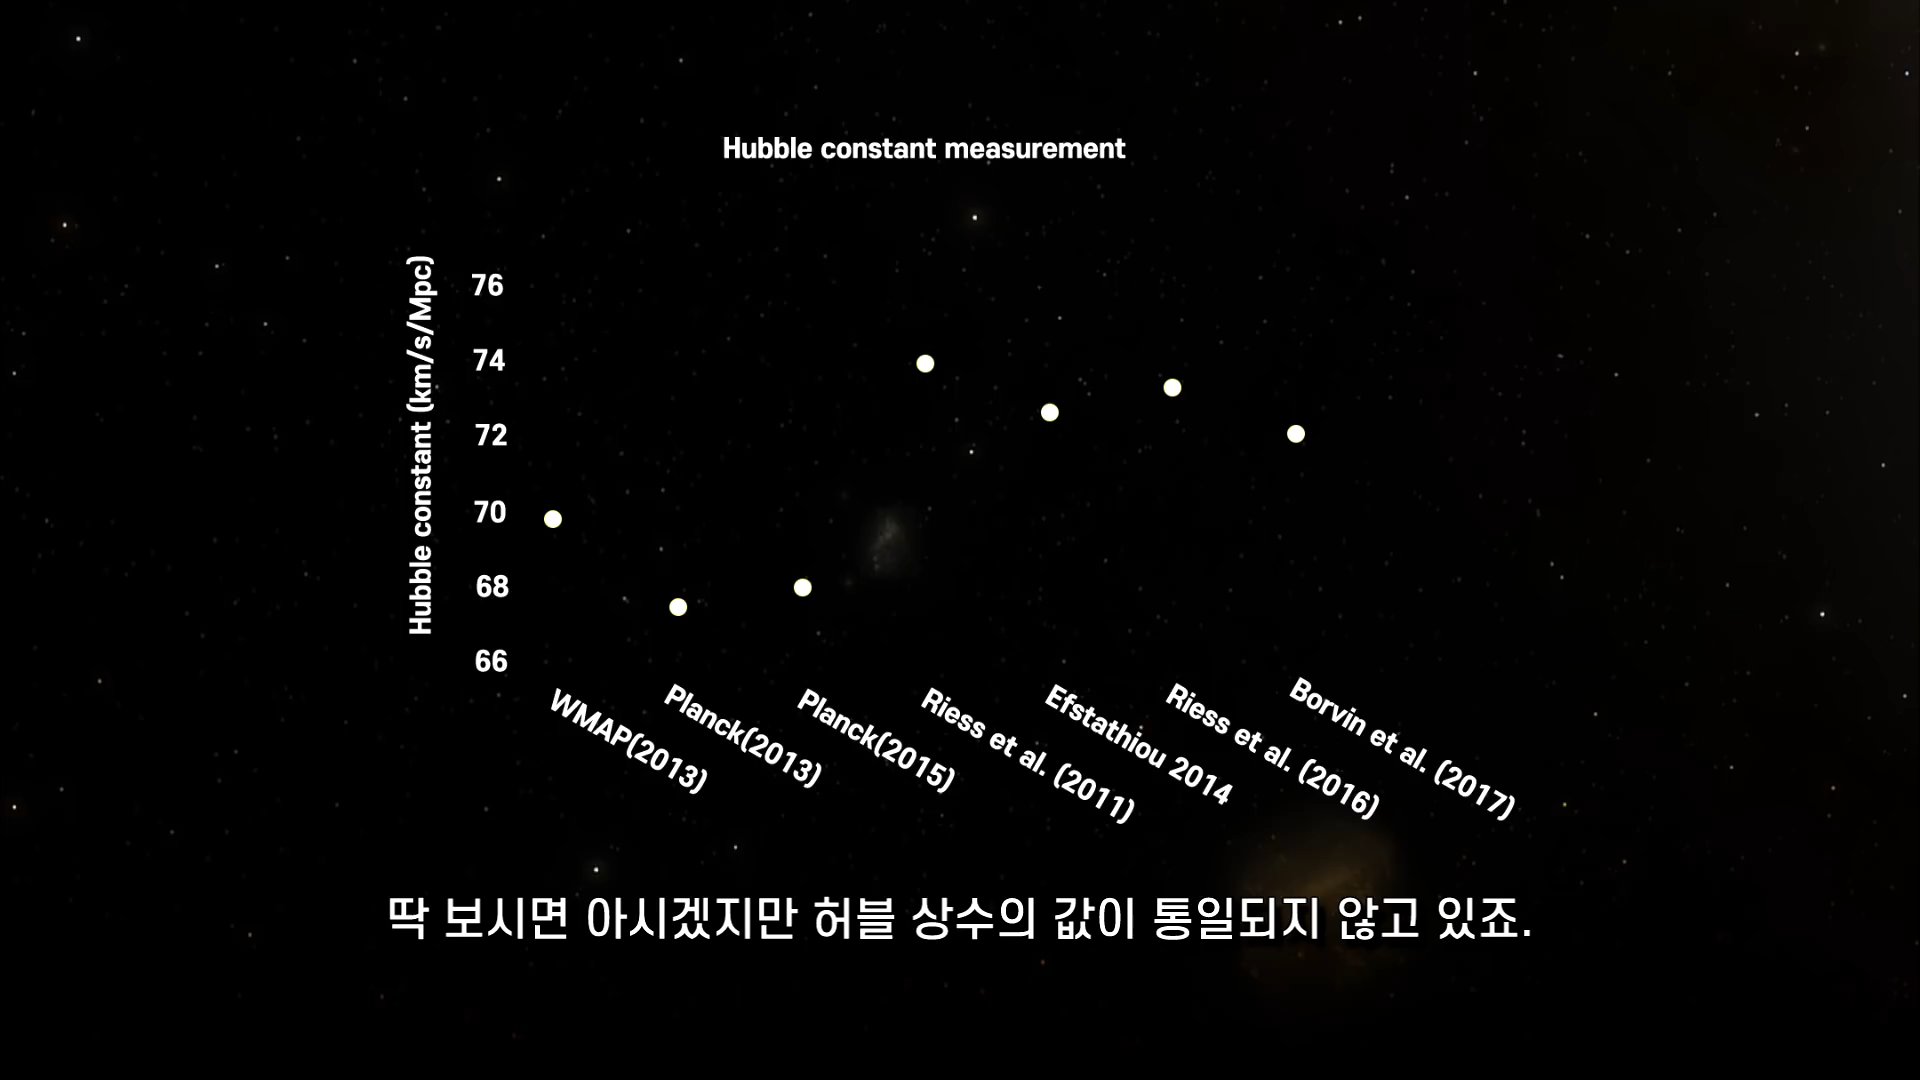 Hubble constant measurement
Hubble constant (km/s/Mpc)
76
74
72
70
68
66
WMAP(2013)
Planck(2013)
Planck(2015)
Riess et al. (2011)
Efstathiou 2014
Riess et al. (2016)
Borvin et al. (2017)
딱 보시면 아시겠지만 허블 상수의 값이 통일되지 않고 있죠.